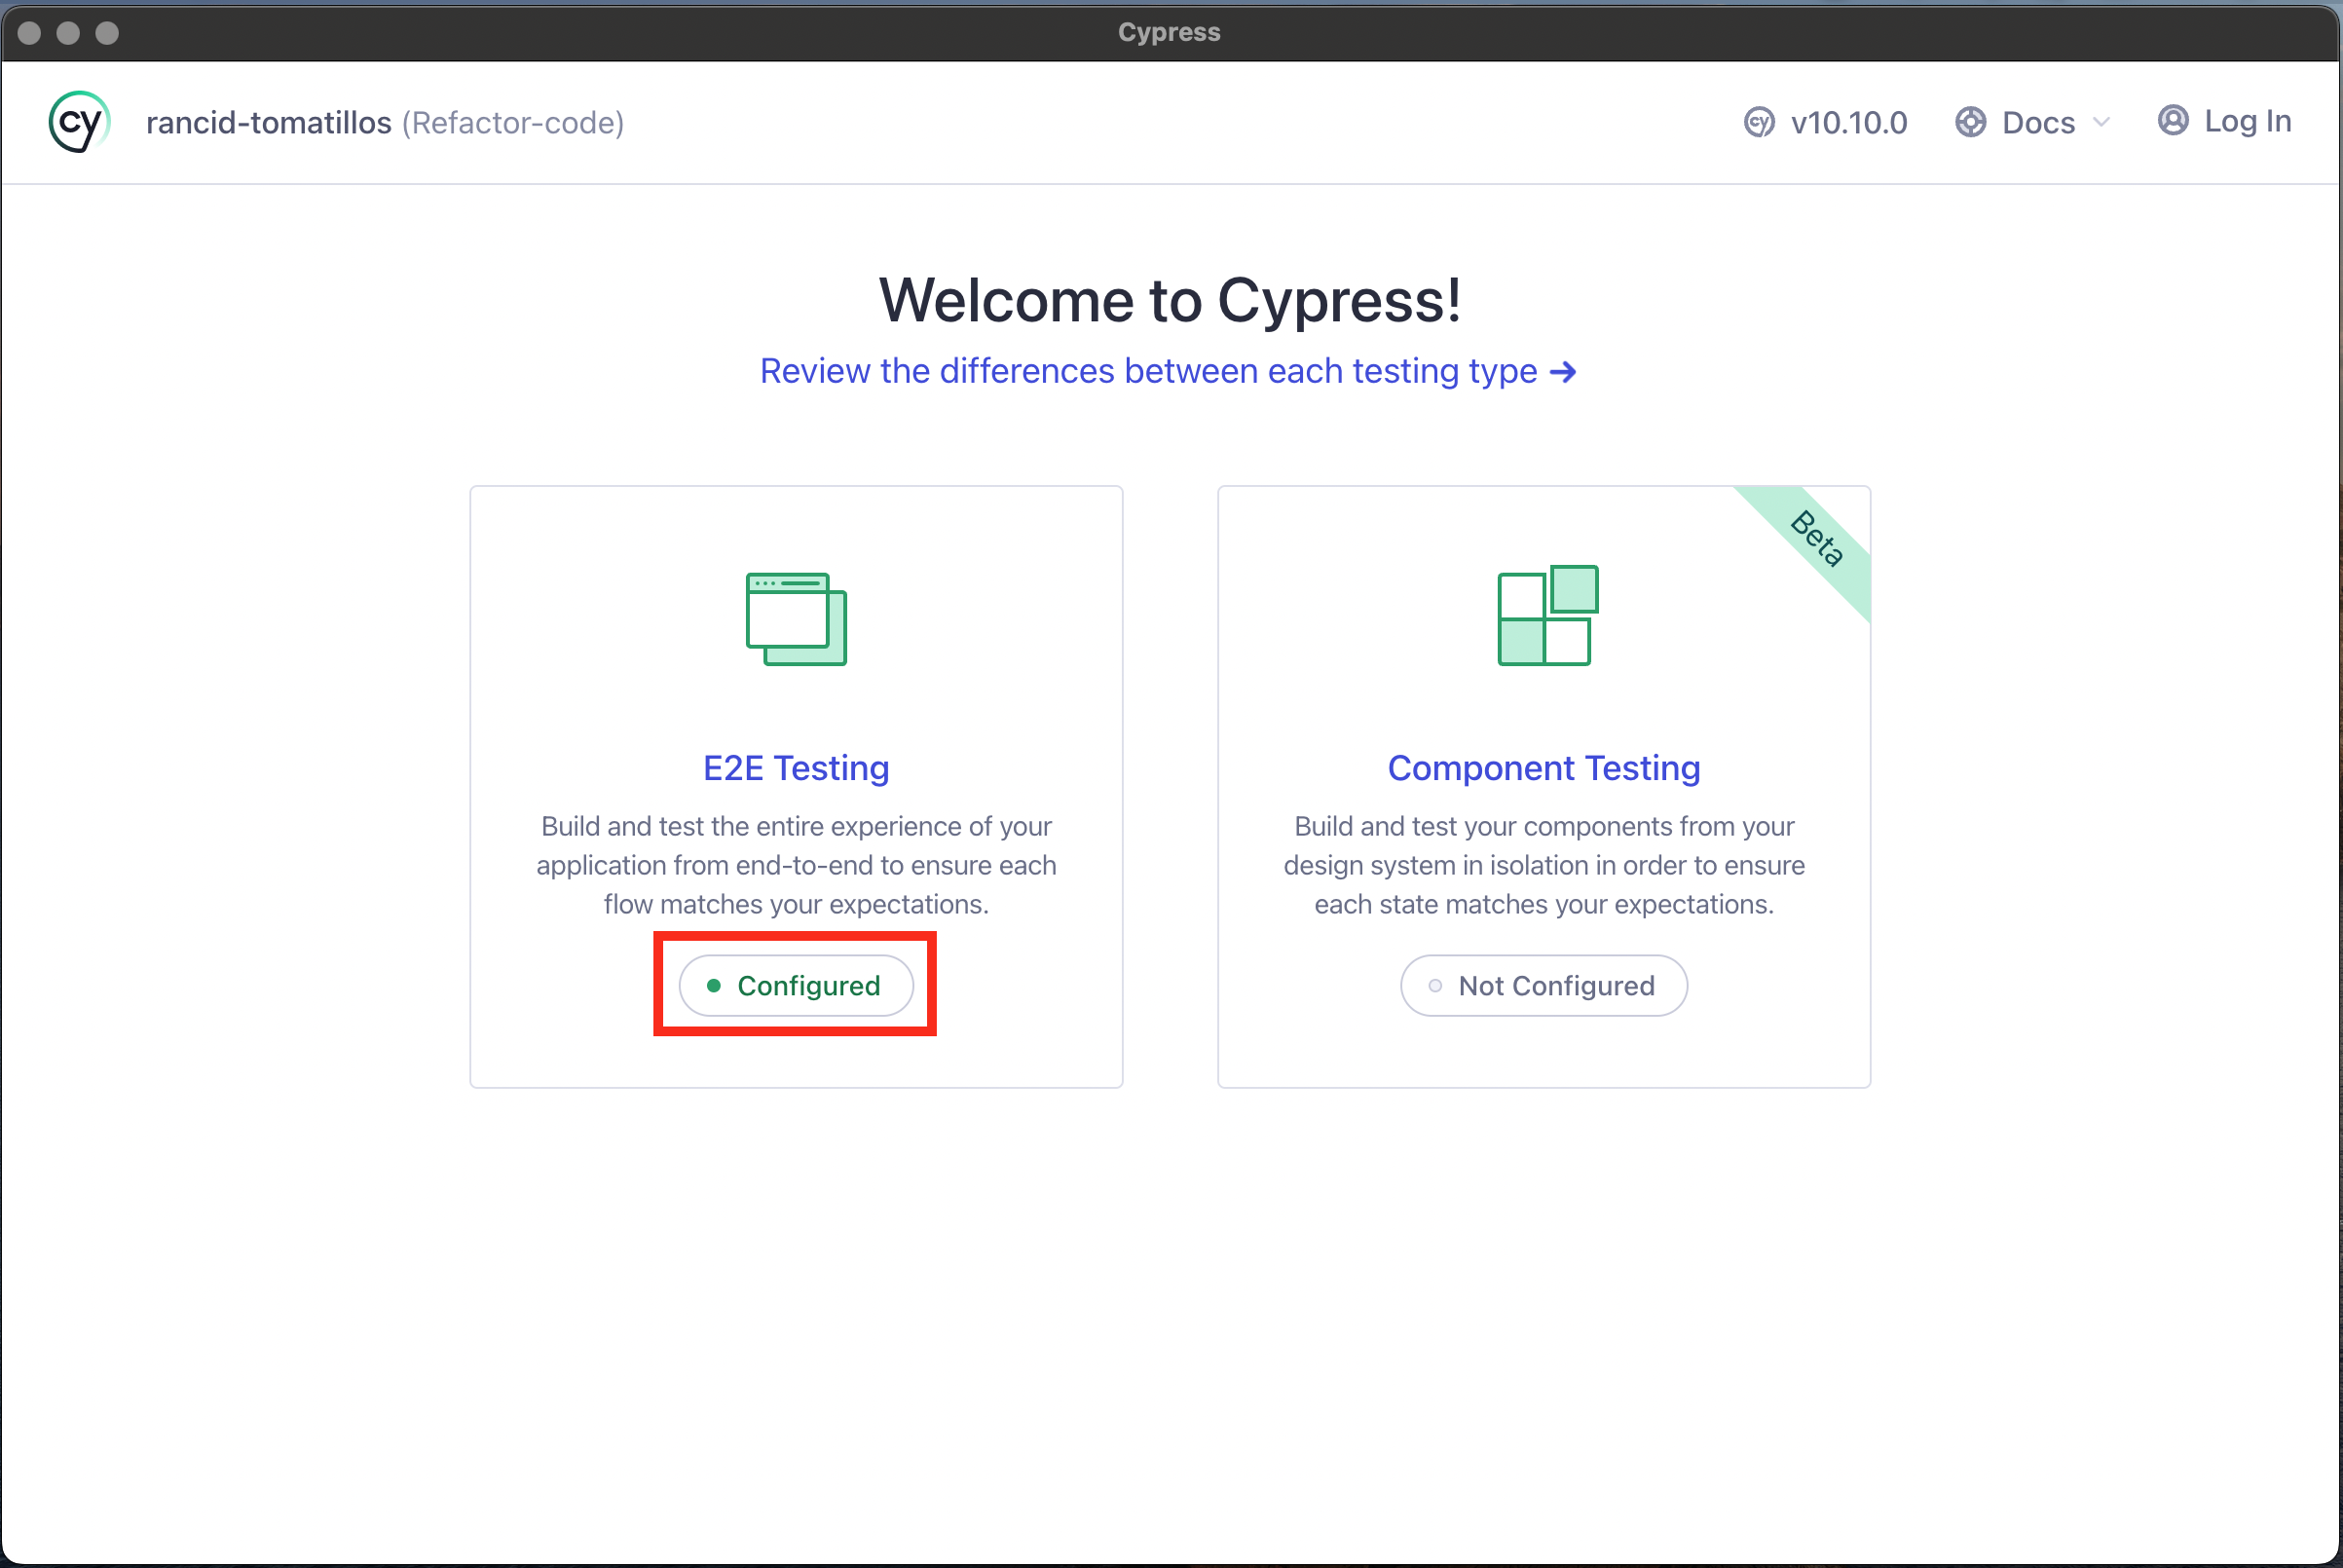 Cypress
cy
rancid-tomatillos (Refactor-code)
cy v10.10.0
Docs
Log In
Welcome to Cypress!
Review the differences between each testing type →
E2E Testing
Build and test the entire experience of your
application from end-to-end to ensure each
flow matches your expectations.
Configured
Beta
Component Testing
Build and test your components from your
design system in isolation in order to ensure
each state matches your expectations.
Not Configured